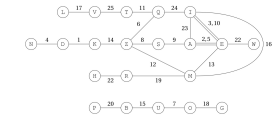 L 17 V 25 T 11 Q 24 I
6 23 3, 10
N 4 D 1 K 14 Z 8 S 9 A 2, 5 E 22 W 16
12 13
H 22 R 19 M
P 20 B 15 U 7 O 18 G